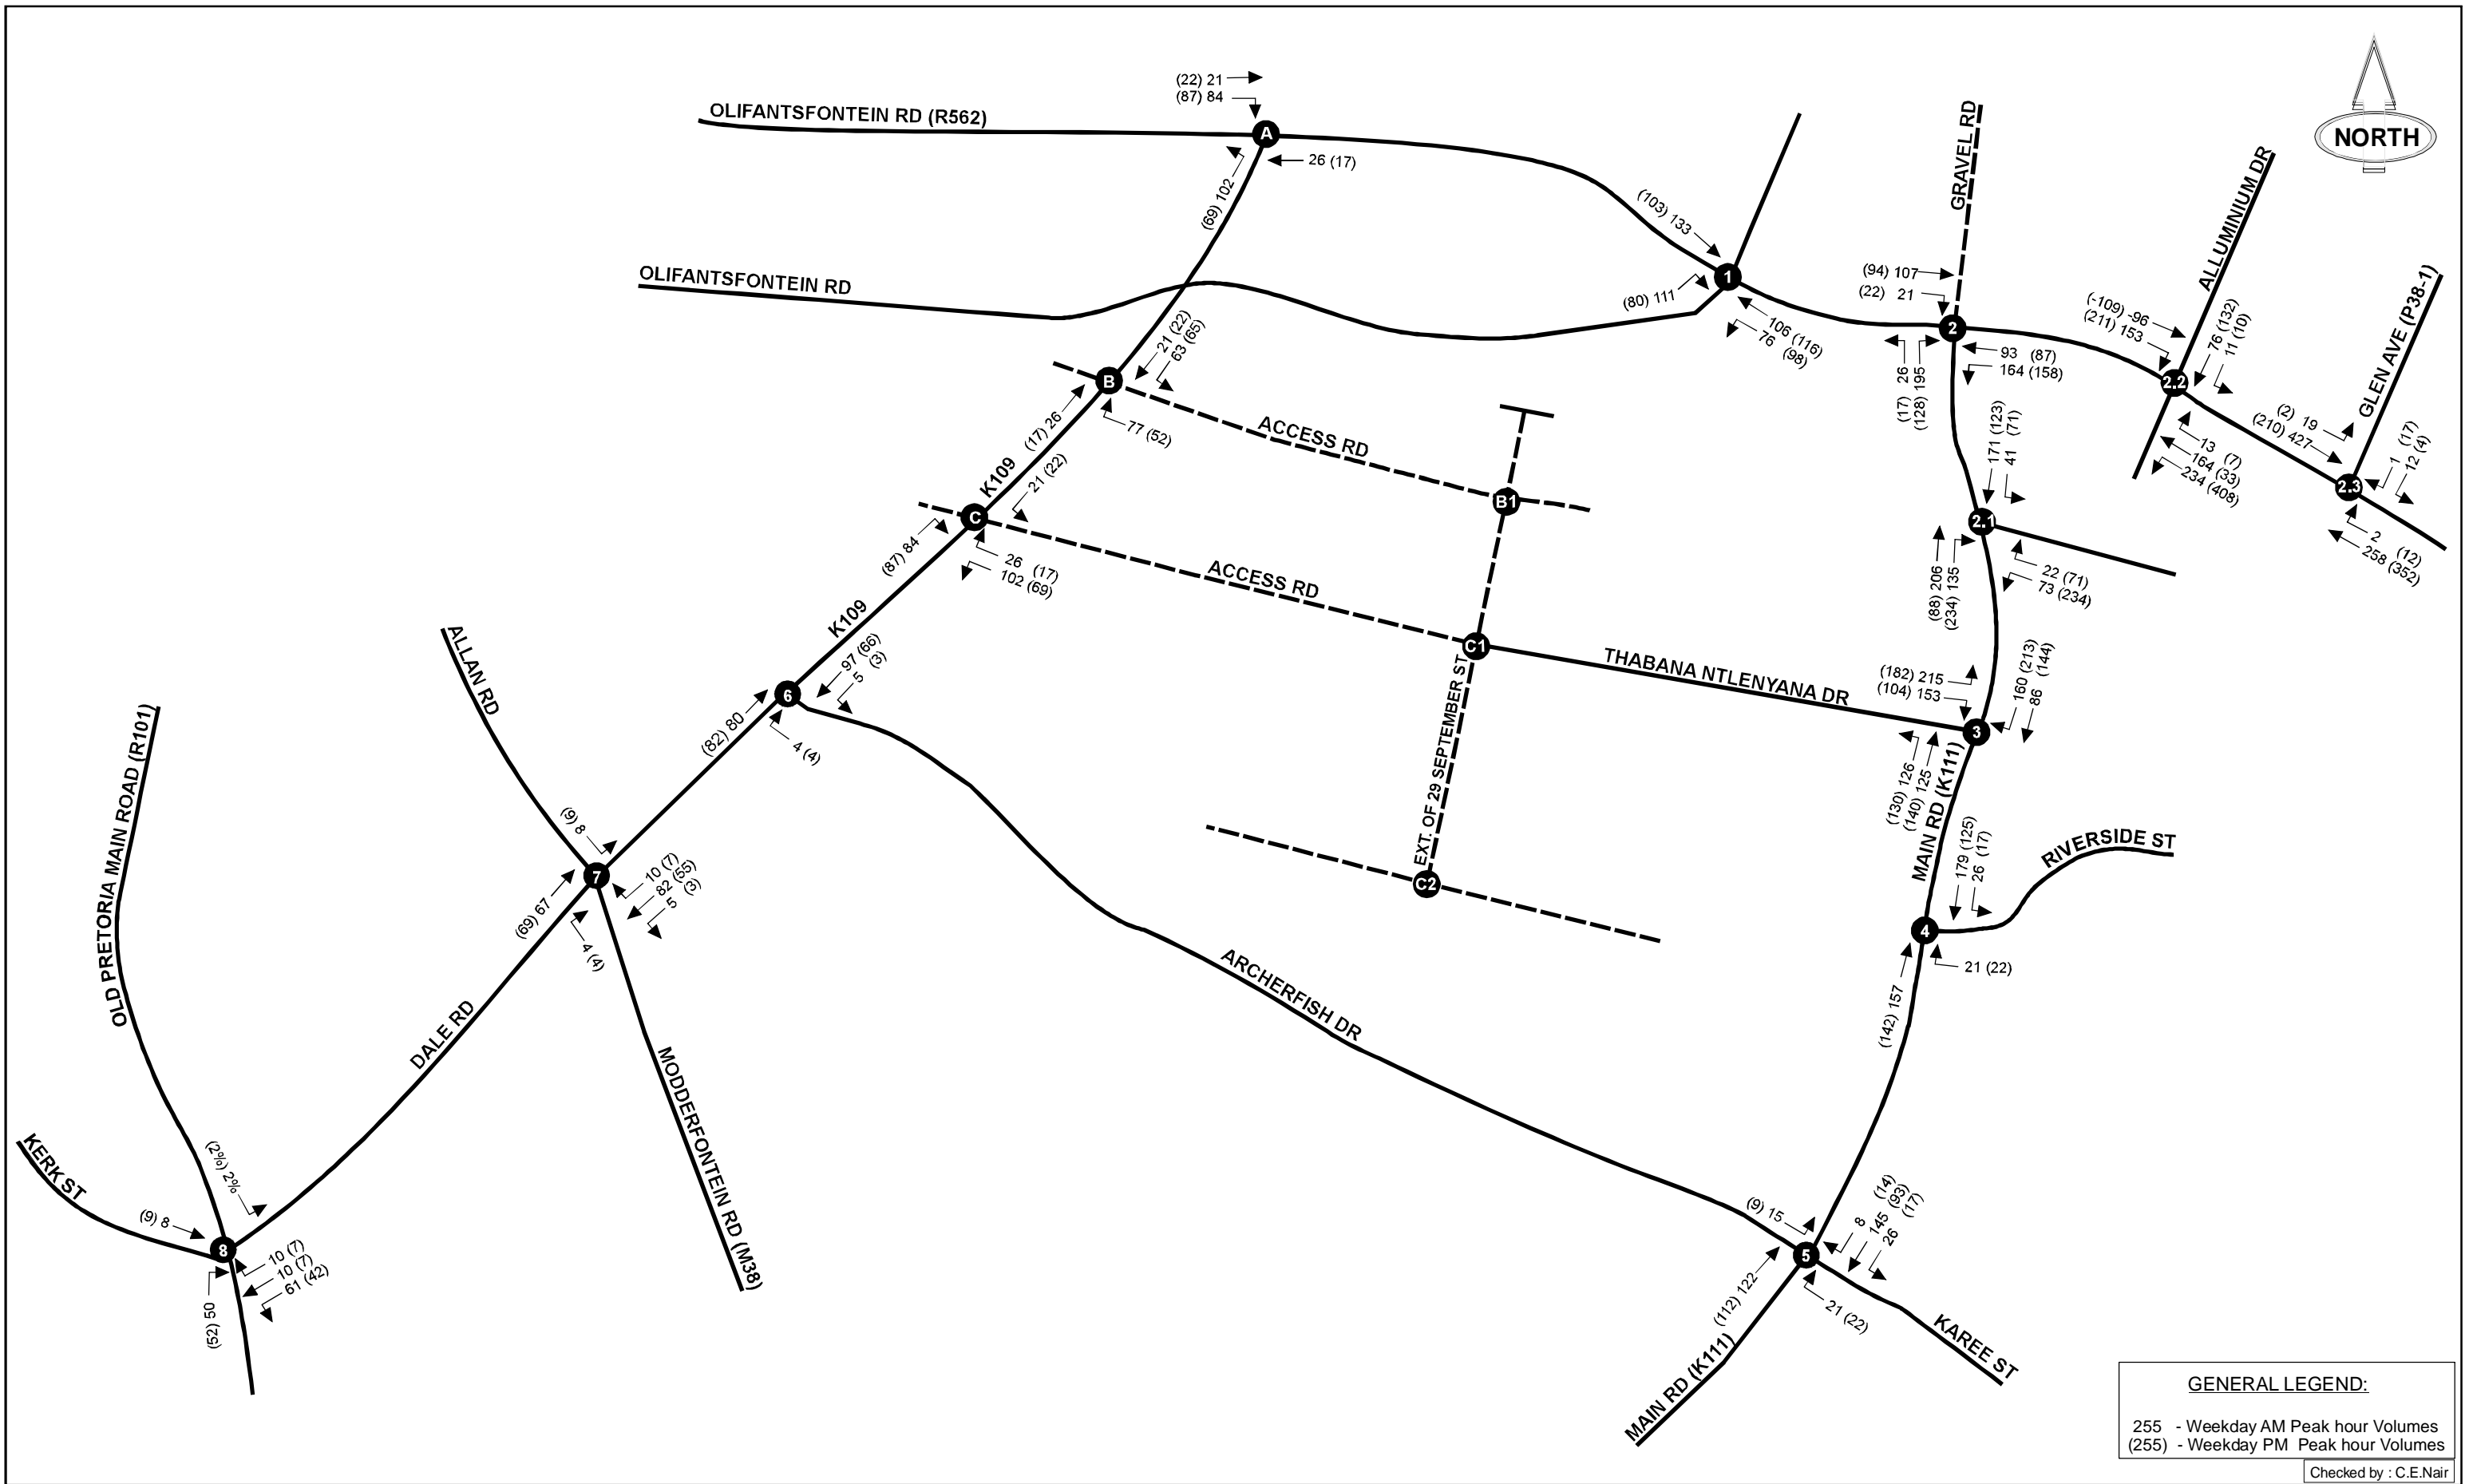 (22) 21
(87) 84
OLIFANTSFONTEIN RD (R562)
A
26 (17)
(69) 102
NORTH
GRAVEL RD
ALLUMINIUM DR
GLEN AVE (P38-1)
(103) 133
1
(80) 111
106 (116)
76 (98)
OLIFANTSFONTEIN RD
(94) 107
(22) 21
2
(17) 26
(128) 195
93 (87)
164 (158)
(-109) -96
(211) 153
76 (132)
11 (10)
2.2
13 (7)
164 (33)
234 (408)
(2) 19
(210) 427
1 (17)
12 (4)
2.3
2 (12)
258 (352)
21 (22)
63 (65)
B
(17) 26
77 (52)
ACCESS RD
B1
K109
21 (22)
C
(87) 84
26 (17)
102 (69)
ACCESS RD
C1
171 (123)
41 (71)
2.1
(88) 206
(234) 135
22 (71)
73 (234)
K109
97 (66)
5 (3)
6
(82) 80
4 (4)
THABANA NTLENYANA DR
(182) 215
(104) 153
160 (213)
86 (144)
3
(130) 126
(140) 125
MAIN RD (K111)
EXT. OF 29 SEPTEMBER ST
C2
ALLAN RD
(9) 8
7
10 (7)
82 (55)
5 (3)
(69) 67
4 (4)
179 (125)
26 (17)
RIVERSIDE ST
4
21 (22)
(142) 157
OLD PRETORIA MAIN ROAD (R101)
DALE RD
MODDERFONTEIN RD (M38)
ARCHERFISH DR
KERK ST
(2%) 2%
(9) 8
8
10 (7)
10 (7)
61 (42)
(52) 50
(9) 15
8 (14)
145 (93)
26 (17)
5
(112) 122
21 (22)
MAIN RD (K111)
KAREE ST
GENERAL LEGEND:
255 - Weekday AM Peak hour Volumes
(255) - Weekday PM Peak hour Volumes
Checked by : C.E.Nair